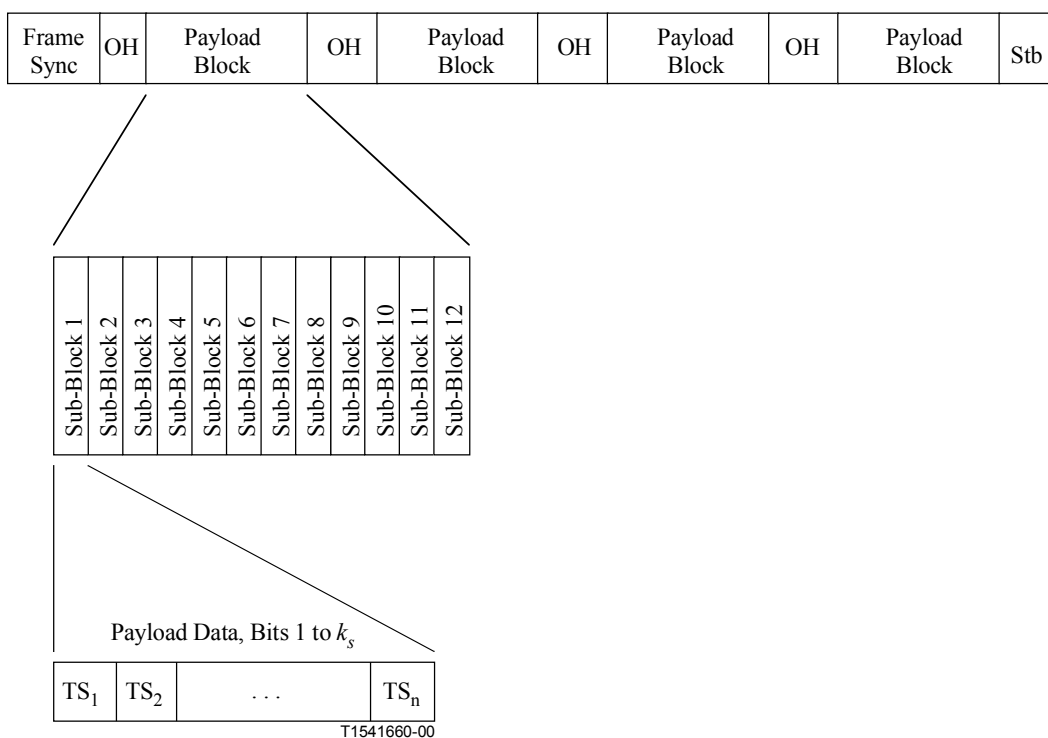 Frame Sync OH Payload Block OH Payload Block OH Payload Block OH Payload Block Stb
Sub-Block 1
Sub-Block 2
Sub-Block 3
Sub-Block 4
Sub-Block 5
Sub-Block 6
Sub-Block 7
Sub-Block 8
Sub-Block 9
Sub-Block 10
Sub-Block 11
Sub-Block 12
Payload Data, Bits 1 to kₛ
TS₁ TS₂ . . . TSₙ
T1541660-00